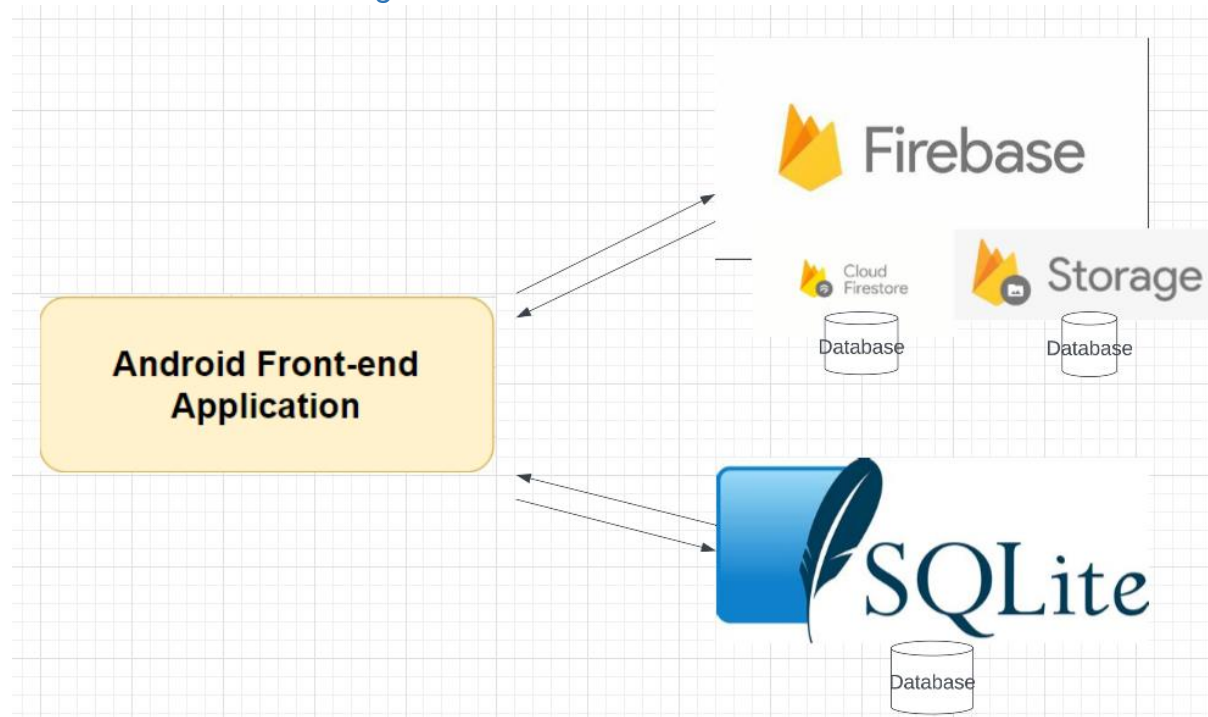 Firebase
Cloud
Firestore
Storage
Database
Database
Android Front-end
Application
SQLite
Database